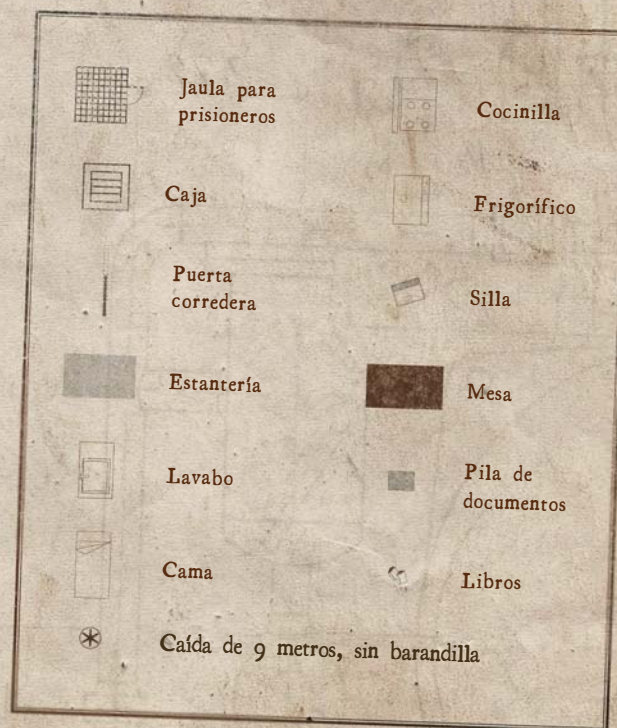 Jaula para
prisioneros
Caja
Puerta
corredera
Estantería
Lavabo
Cama
Cocinilla
Frigorífico
Silla
Mesa
Pila de
documentos
Libros
Caída de 9 metros, sin barandilla